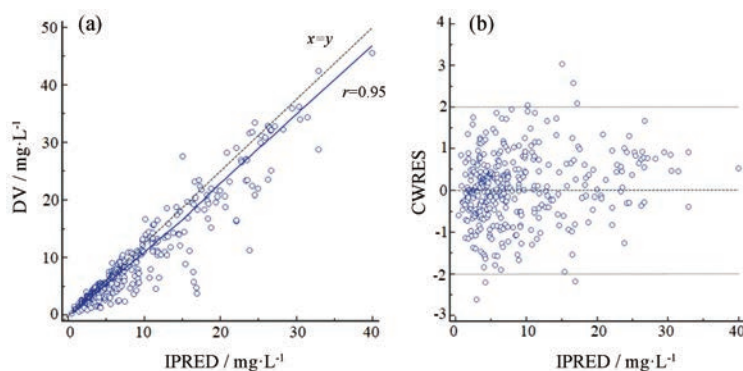 (a)
50
40
30
20
10
0
DV / mg·L⁻¹
x=y
r=0.95
0 10 20 30 40
IPRED / mg·L⁻¹
(b)
4
3
2
1
0
-1
-2
-3
CWRES
0 10 20 30 40
IPRED / mg·L⁻¹